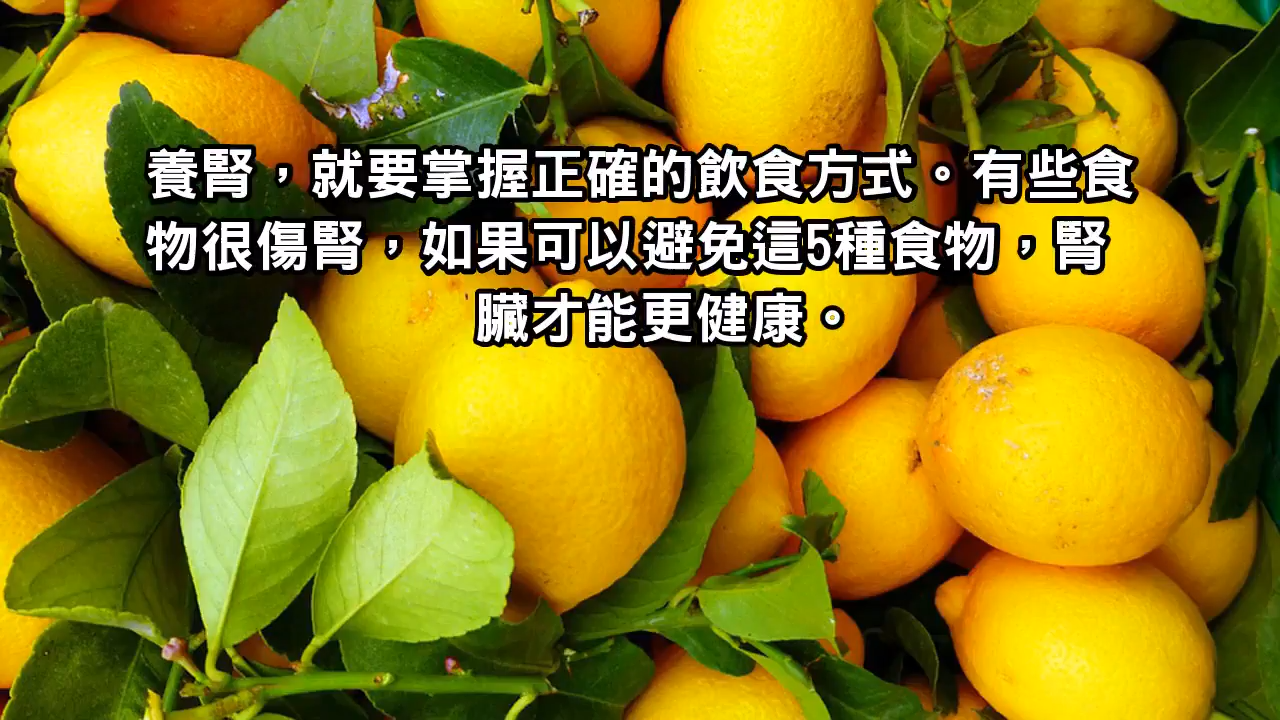 養腎，就要掌握正確的飲食方式。有些食
物很傷腎，如果可以避免這5種食物，腎
臟才能更健康。